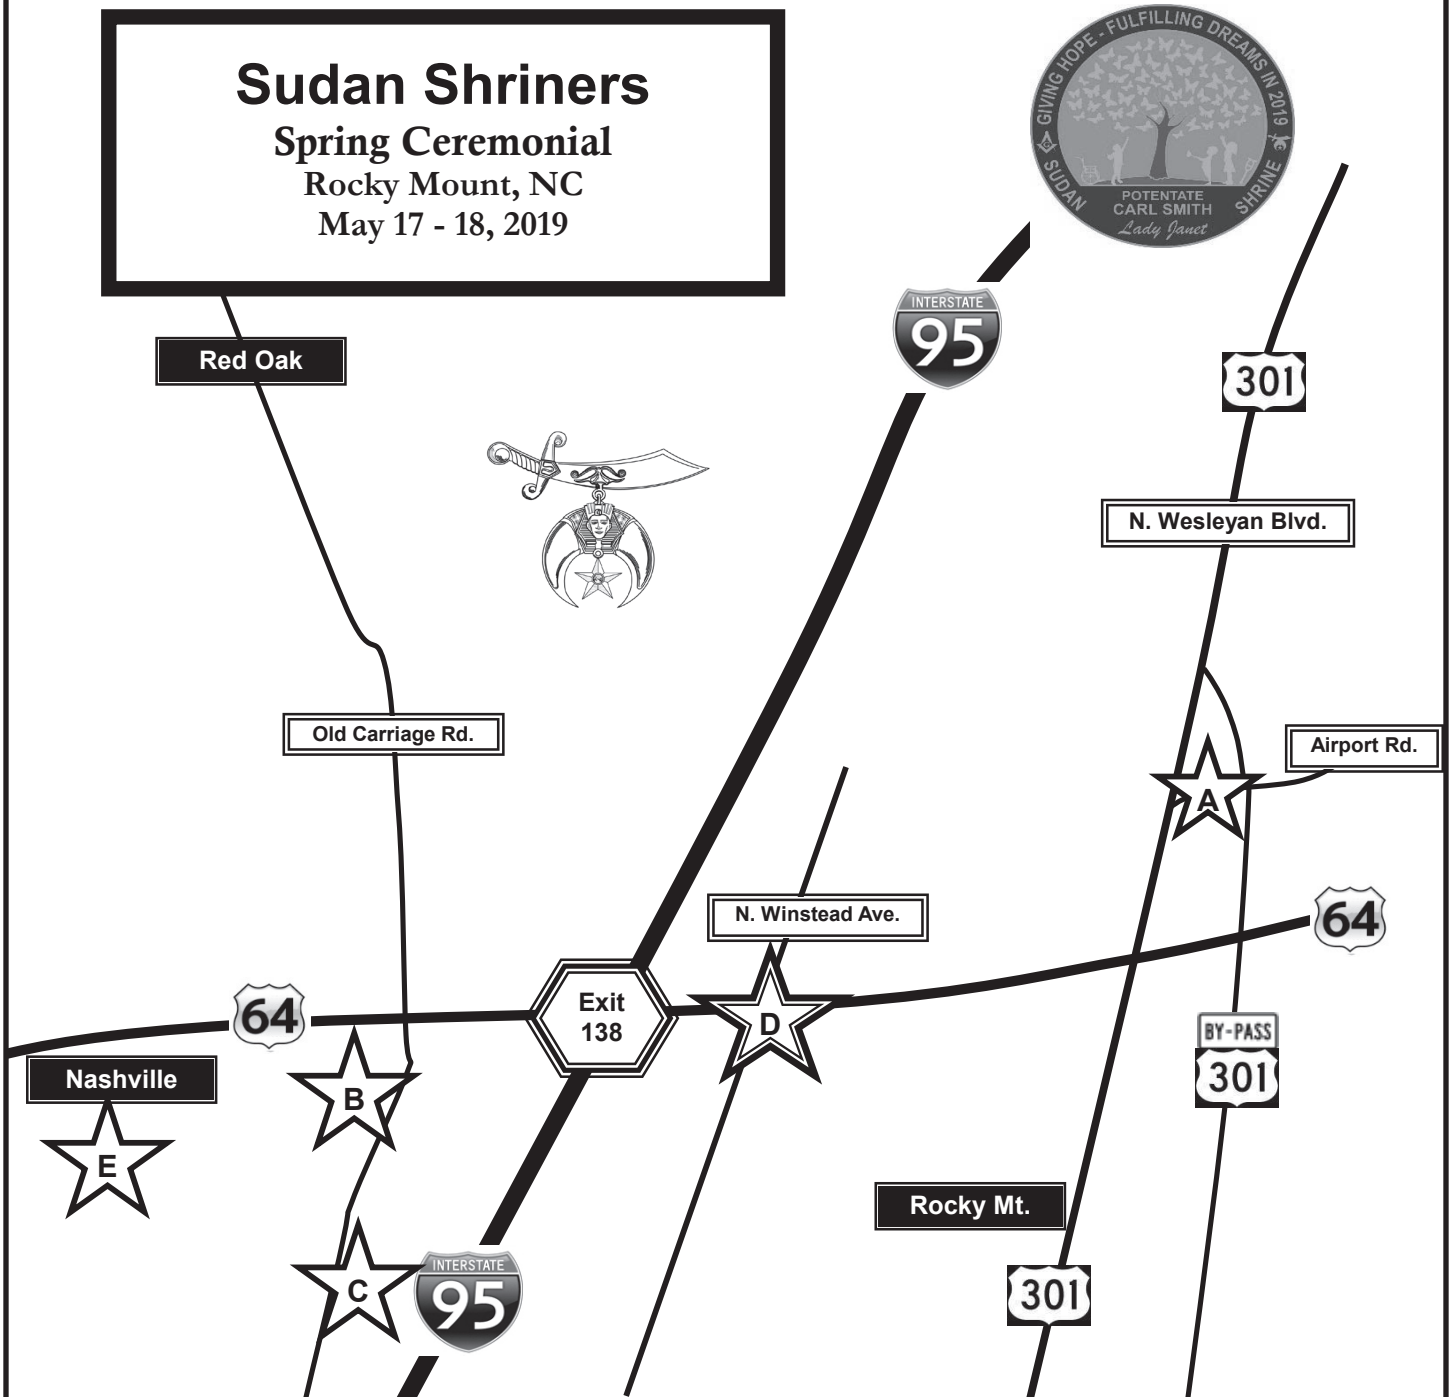 Sudan Shriners
Spring Ceremonial
Rocky Mount, NC
May 17 - 18, 2019
GIVING HOPE - FULFILLING DREAMS IN 2019
SUDAN SHRINE
POTENTATE
CARL SMITH
Lady Janet
INTERSTATE
95
Red Oak
301
N. Wesleyan Blvd.
Old Carriage Rd.
Airport Rd.
A
N. Winstead Ave.
64
64
Exit
138
D
BY-PASS
301
Nashville
B
E
Rocky Mt.
C
INTERSTATE
95
301